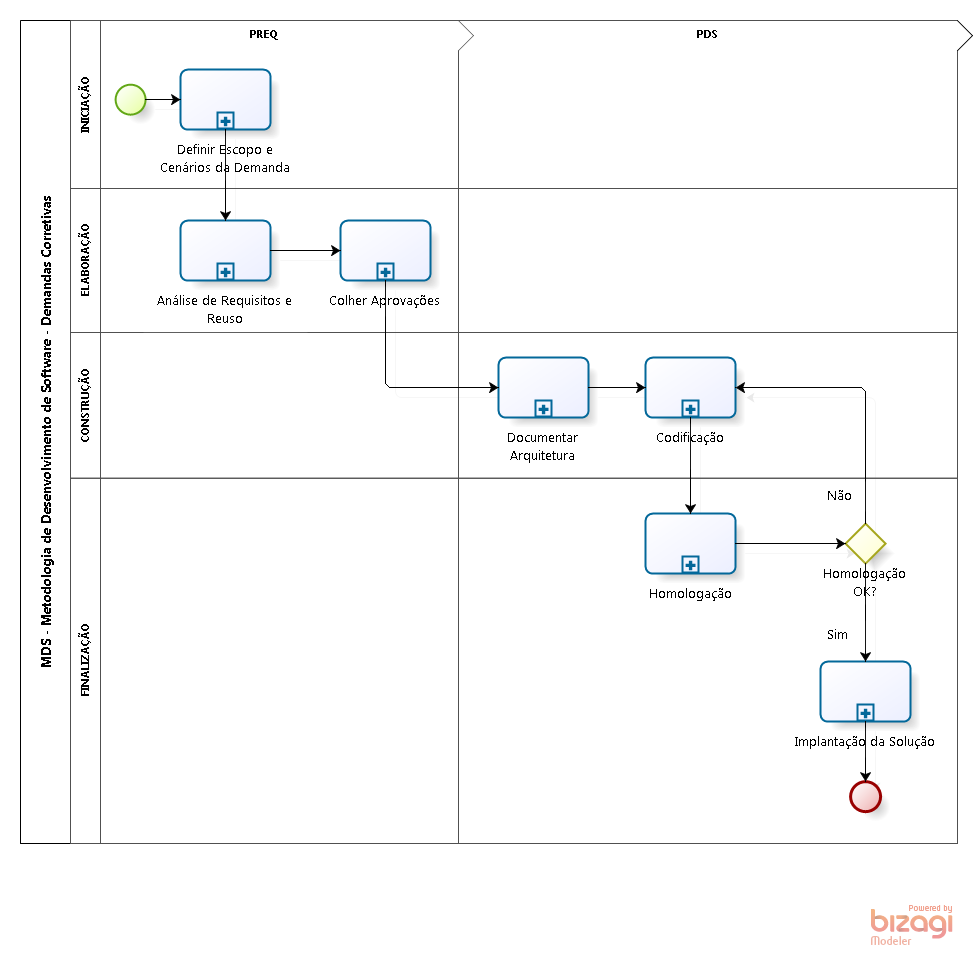 PREQ
PDS
MDS - Metodologia de Desenvolvimento de Software - Demandas Corretivas
INICIAÇÃO
Definir Escopo e
Cenários da Demanda
ELABORAÇÃO
Análise de Requisitos e
Reuso
Colher Aprovações
CONSTRUÇÃO
Documentar
Arquitetura
Codificação
FINALIZAÇÃO
Não
Homologação
Homologação
OK?
Sim
Implantação da Solução
Powered by
bizagi
Modeler